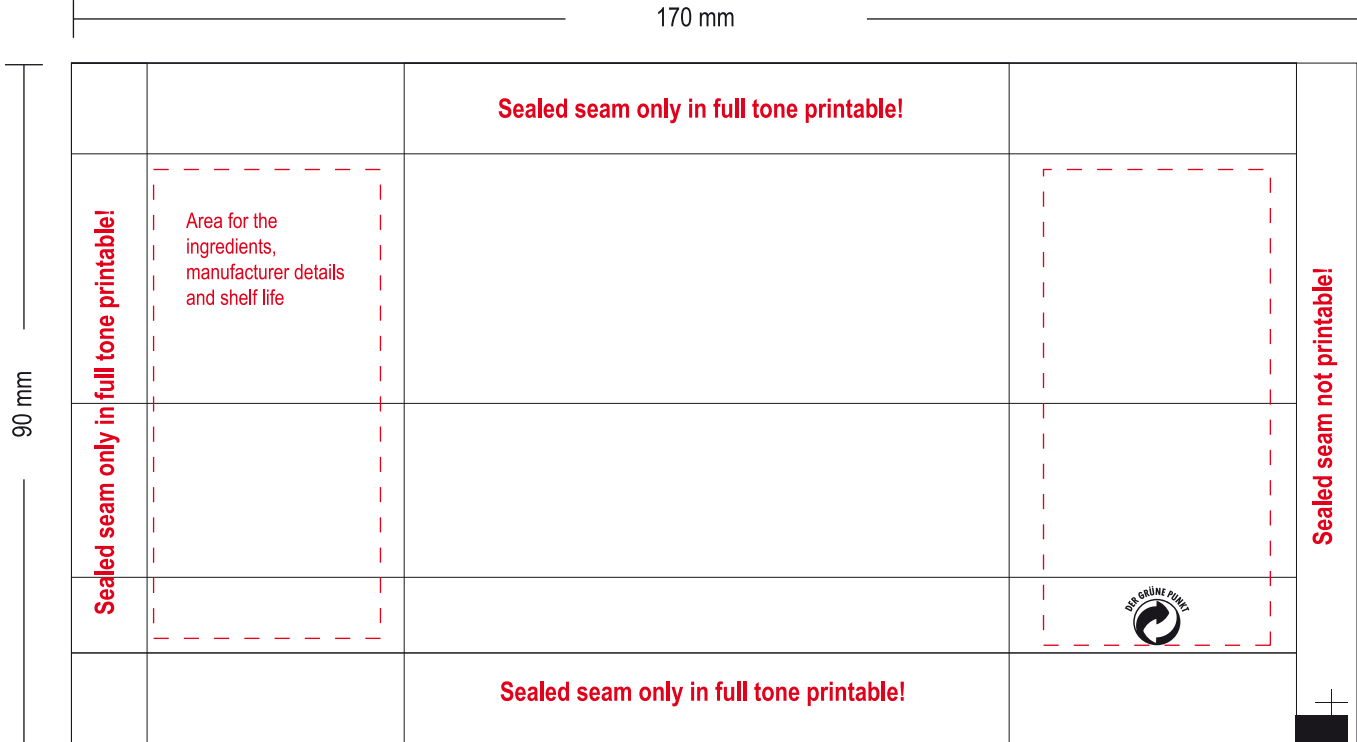 170 mm
Sealed seam only in full tone printable!
90 mm
Sealed seam only in full tone printable!
Area for the
ingredients,
manufacturer details
and shelf life
Sealed seam not printable!
DER GRÜNE PUNKT
Sealed seam only in full tone printable!